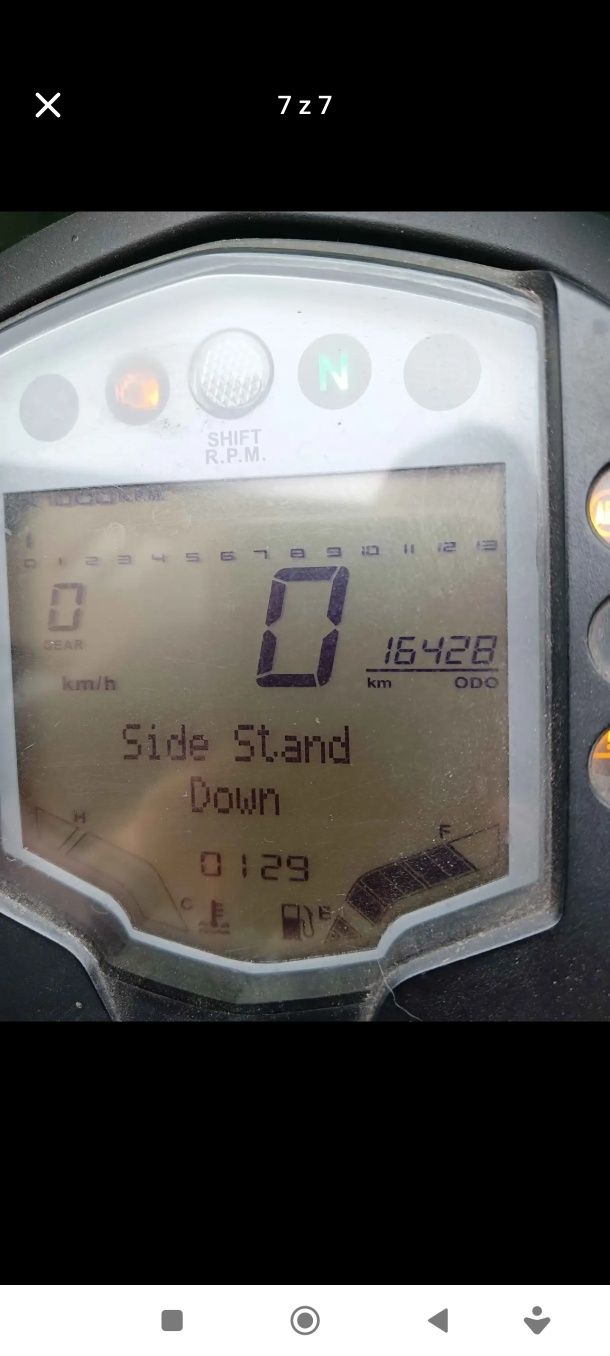 7 z 7
N
SHIFT
R.P.M.
X1000R.P.M.
0 1 2 3 4 5 6 7 8 9 10 11 12 13
0
GEAR
0
16428
km/h
km
ODO
Side Stand
Down
H
F
0129
C
E